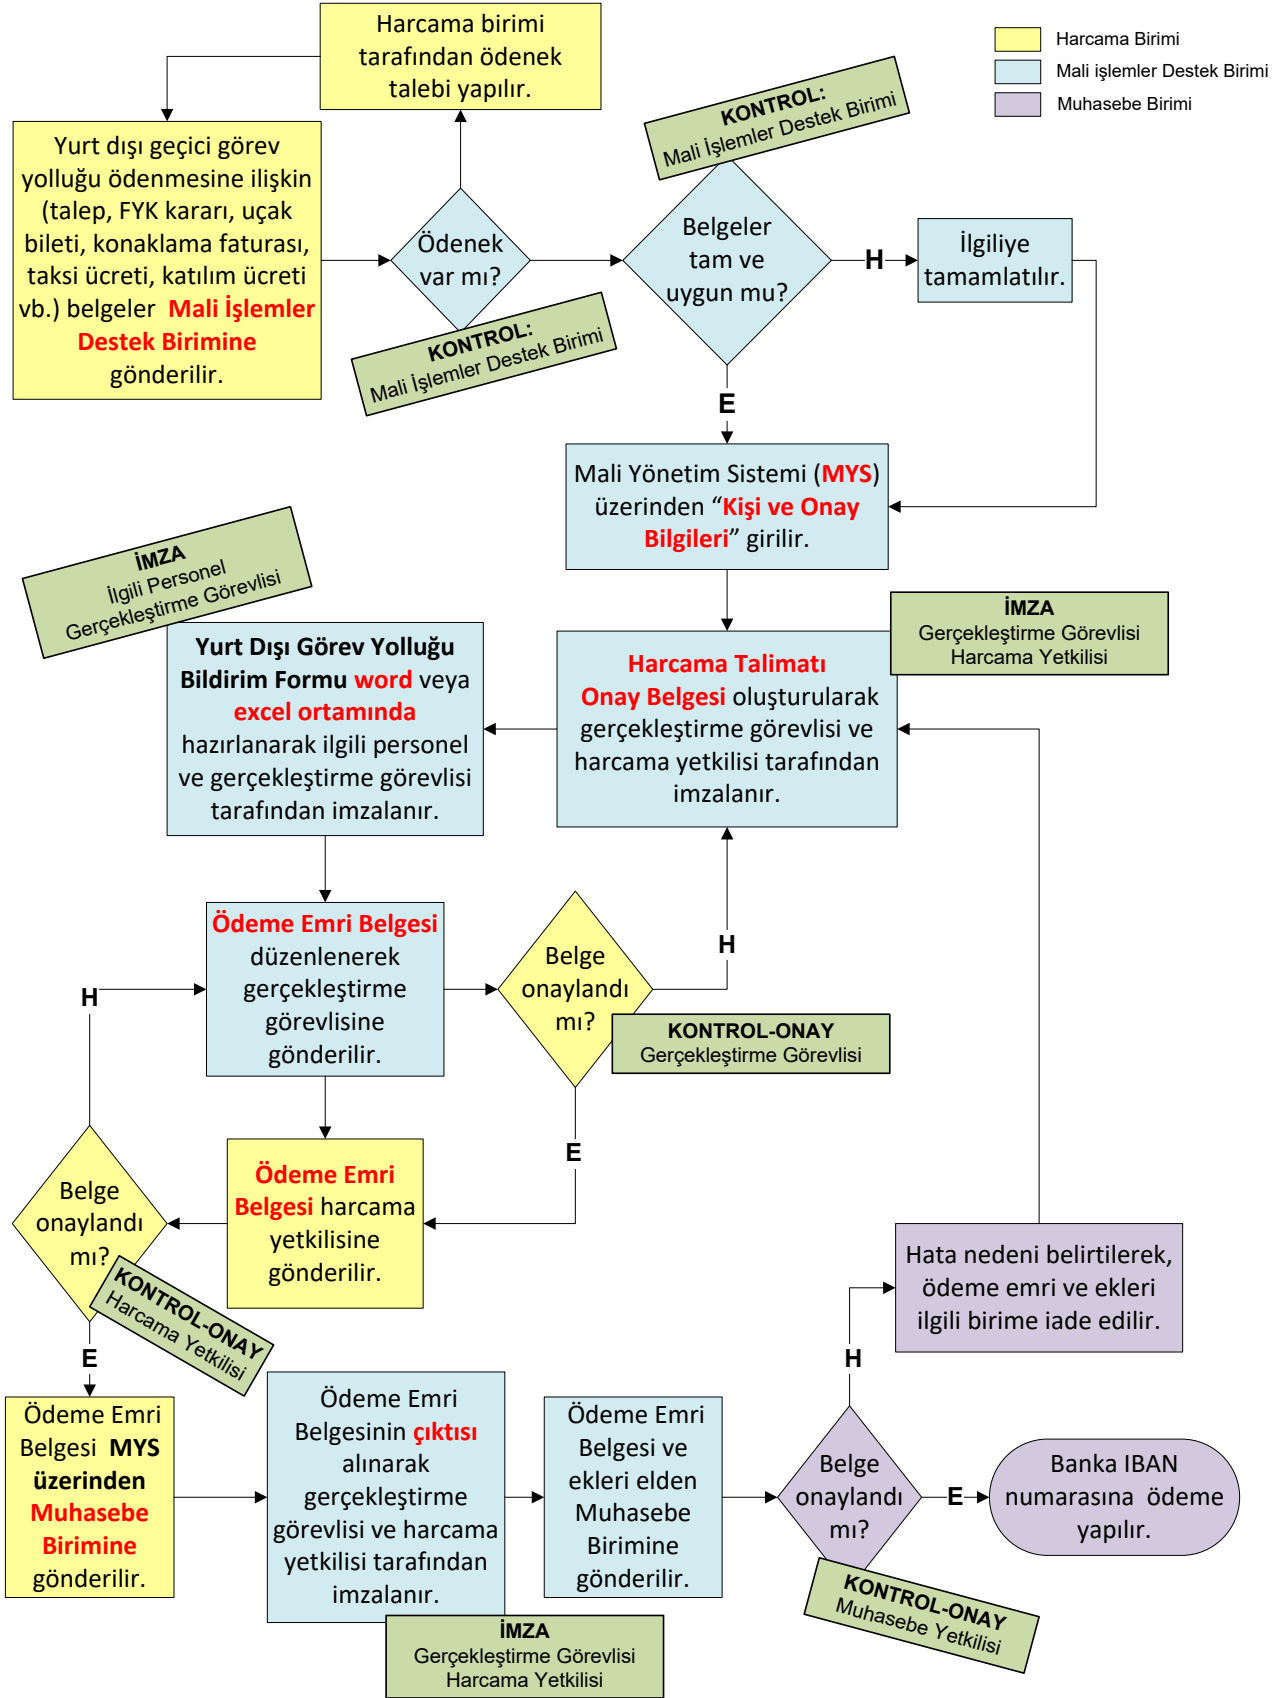 Harcama birimi
tarafından ödenek
talebi yapılır.
Harcama Birimi
Mali işlemler Destek Birimi
Muhasebe Birimi
Yurt dışı geçici görev
yolluğu ödenmesine ilişkin
(talep, FYK kararı, uçak
bileti, konaklama faturası,
taksi ücreti, katılım ücreti
vb.) belgeler Mali İşlemler
Destek Birimine
gönderilir.
Ödenek
var mı?
KONTROL:
Mali İşlemler Destek Birimi
KONTROL:
Mali İşlemler Destek Birimi
Belgeler
tam ve
uygun mu?
H
İlgiliye
tamamlatılır.
E
Mali Yönetim Sistemi (MYS)
üzerinden “Kişi ve Onay
Bilgileri” girilir.
İMZA
İlgili Personel
Gerçekleştirme Görevlisi
İMZA
Gerçekleştirme Görevlisi
Harcama Yetkilisi
Harcama Talimatı
Onay Belgesi oluşturularak
gerçekleştirme görevlisi ve
harcama yetkilisi tarafından
imzalanır.
Yurt Dışı Görev Yolluğu
Bildirim Formu word veya
excel ortamında
hazırlanarak ilgili personel
ve gerçekleştirme görevlisi
tarafından imzalanır.
Ödeme Emri Belgesi
düzenlenerek
gerçekleştirme
görevlisine
gönderilir.
Belge
onaylandı
mı?
H
KONTROL-ONAY
Gerçekleştirme Görevlisi
E
H
Ödeme Emri
Belgesi harcama
yetkilisine
gönderilir.
Belge
onaylandı
mı?
KONTROL-ONAY
Harcama Yetkilisi
E
Ödeme Emri
Belgesi MYS
üzerinden
Muhasebe
Birimine
gönderilir.
Ödeme Emri
Belgesinin çıktısı
alınarak
gerçekleştirme
görevlisi ve harcama
yetkilisi tarafından
imzalanır.
İMZA
Gerçekleştirme Görevlisi
Harcama Yetkilisi
Ödeme Emri
Belgesi ve
ekleri elden
Muhasebe
Birimine
gönderilir.
Belge
onaylandı
mı?
KONTROL-ONAY
Muhasebe Yetkilisi
H
Hata nedeni belirtilerek,
ödeme emri ve ekleri
ilgili birime iade edilir.
E
Banka IBAN
numarasına ödeme
yapılır.